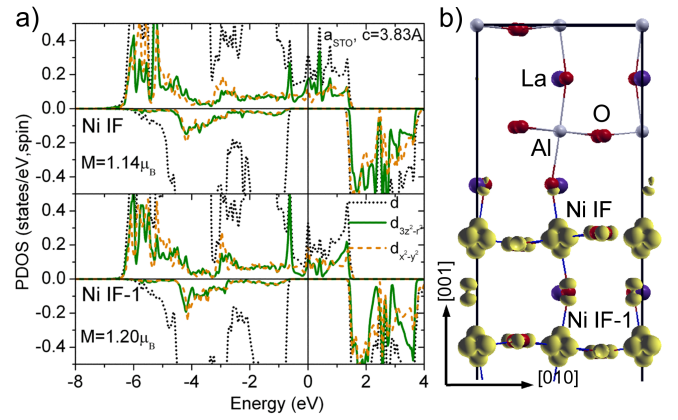 a)
a_STO, c=3.83A
0.4
0.2
0.0
-0.2
-0.4
Ni IF
M=1.14μ_B
0.4
0.2
0.0
-0.2
-0.4
d
d_3z²-r²
d_x²-y²
Ni IF-1
M=1.20μ_B
PDOS (states/eV,spin)
-8 -6 -4 -2 0 2 4
Energy (eV)
b)
La
O
Al
Ni IF
Ni IF-1
[001]
[010]